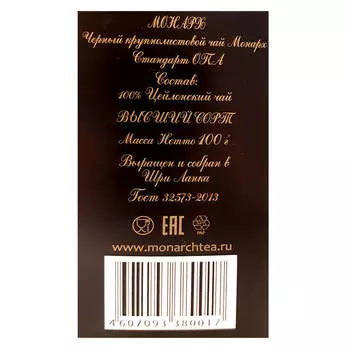 МОНАРХ
Черный крупнолистовой чай Монарх
Стандарт ОПА
Состав:
100% Цейлонский чай
ВЫСШИЙ СОРТ
Масса Нетто 100 г
Выращен и собран в
Шри Ланка
Гост 32573-2013
EAC
www.monarchtea.ru
4607093380017